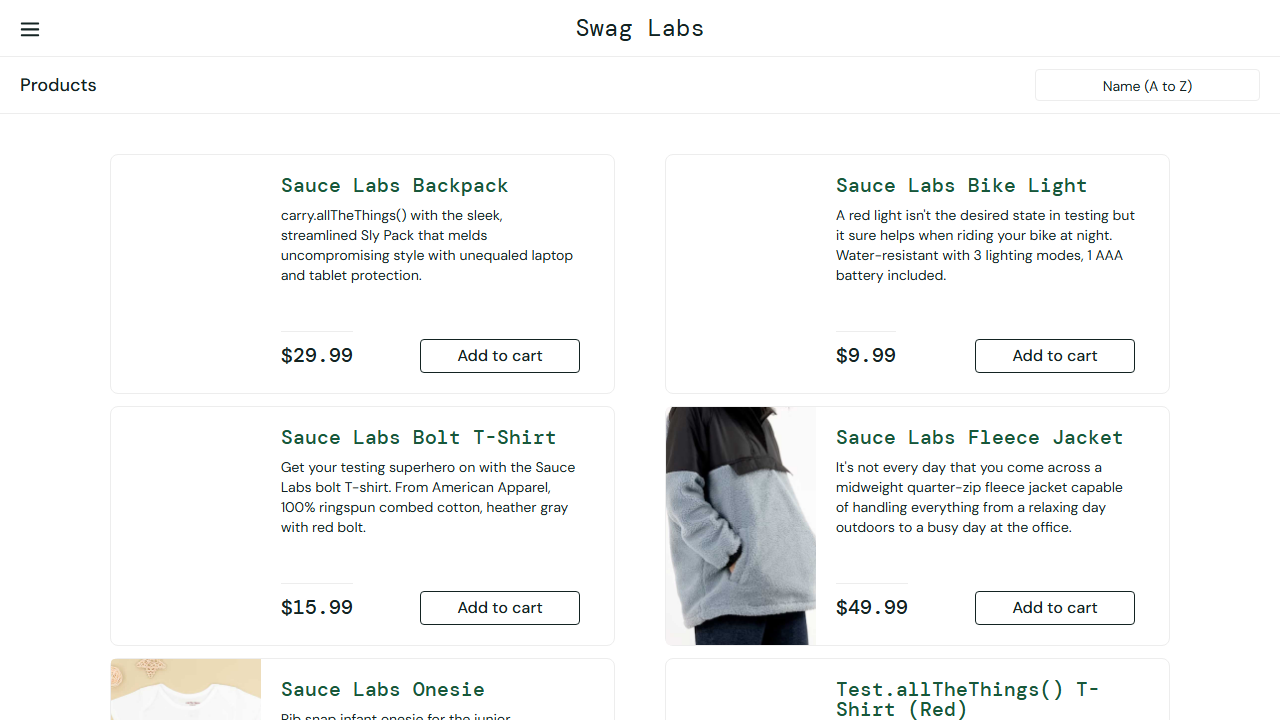 Swag Labs
Products
Name (A to Z)
Sauce Labs Backpack
carry.allTheThings() with the sleek,
streamlined Sly Pack that melds
uncompromising style with unequaled laptop
and tablet protection.
$29.99
Add to cart
Sauce Labs Bike Light
A red light isn't the desired state in testing but
it sure helps when riding your bike at night.
Water-resistant with 3 lighting modes, 1 AAA
battery included.
$9.99
Add to cart
Sauce Labs Bolt T-Shirt
Get your testing superhero on with the Sauce
Labs bolt T-shirt. From American Apparel,
100% ringspun combed cotton, heather gray
with red bolt.
$15.99
Add to cart
Sauce Labs Fleece Jacket
It's not every day that you come across a
midweight quarter-zip fleece jacket capable
of handling everything from a relaxing day
outdoors to a busy day at the office.
$49.99
Add to cart
Sauce Labs Onesie
Rib snap infant onesie for the junior
Test.allTheThings() T-
Shirt (Red)